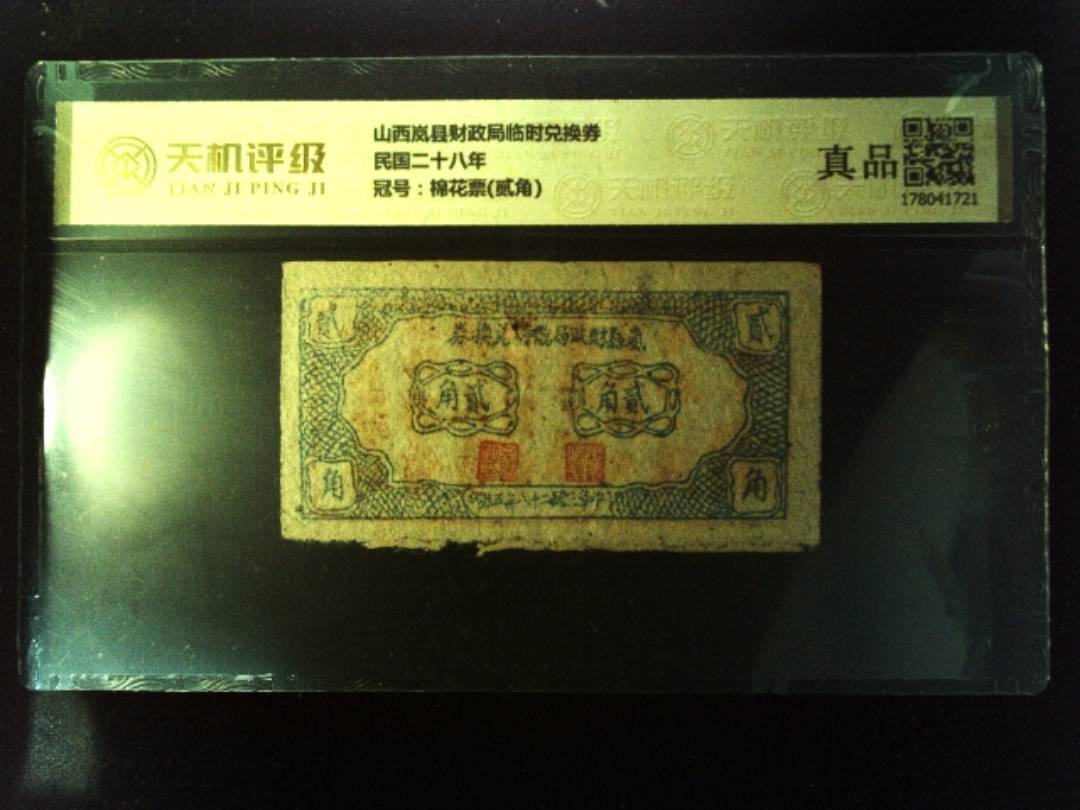 天机评级
TIAN JI PING JI
山西岚县财政局临时兑换券
民国二十八年
冠号：棉花票(贰角)
真品
178041721
贰
贰
券换兑时临局政财县岚
角贰
角贰
角
角